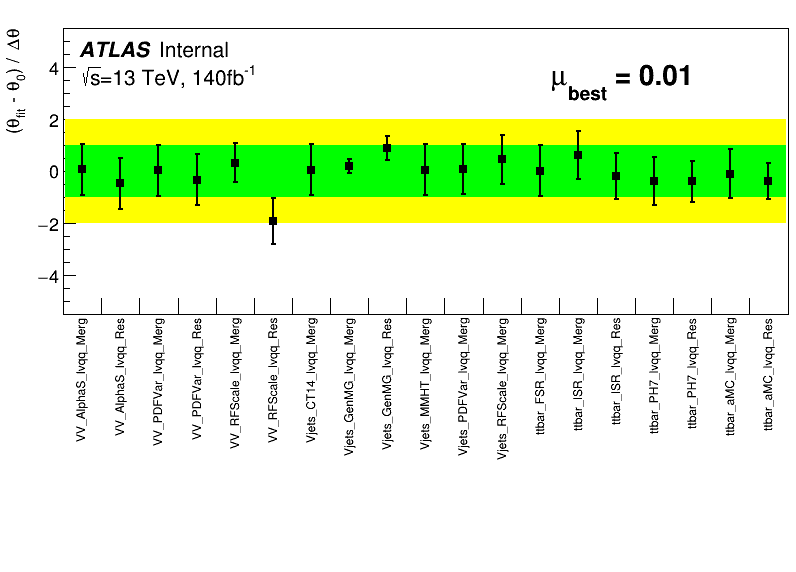 ATLAS Internal
√s=13 TeV, 140fb-1
μbest = 0.01
(θfit - θ0) / Δθ
4
2
0
−2
−4
VV_AlphaS_lvqq_Merg
VV_AlphaS_lvqq_Res
VV_PDFVar_lvqq_Merg
VV_PDFVar_lvqq_Res
VV_RFScale_lvqq_Merg
VV_RFScale_lvqq_Res
Vjets_CT14_lvqq_Merg
Vjets_GenMG_lvqq_Merg
Vjets_GenMG_lvqq_Res
Vjets_MMHT_lvqq_Merg
Vjets_PDFVar_lvqq_Merg
Vjets_RFScale_lvqq_Merg
ttbar_FSR_lvqq_Merg
ttbar_ISR_lvqq_Merg
ttbar_ISR_lvqq_Res
ttbar_PH7_lvqq_Merg
ttbar_PH7_lvqq_Res
ttbar_aMC_lvqq_Merg
ttbar_aMC_lvqq_Res